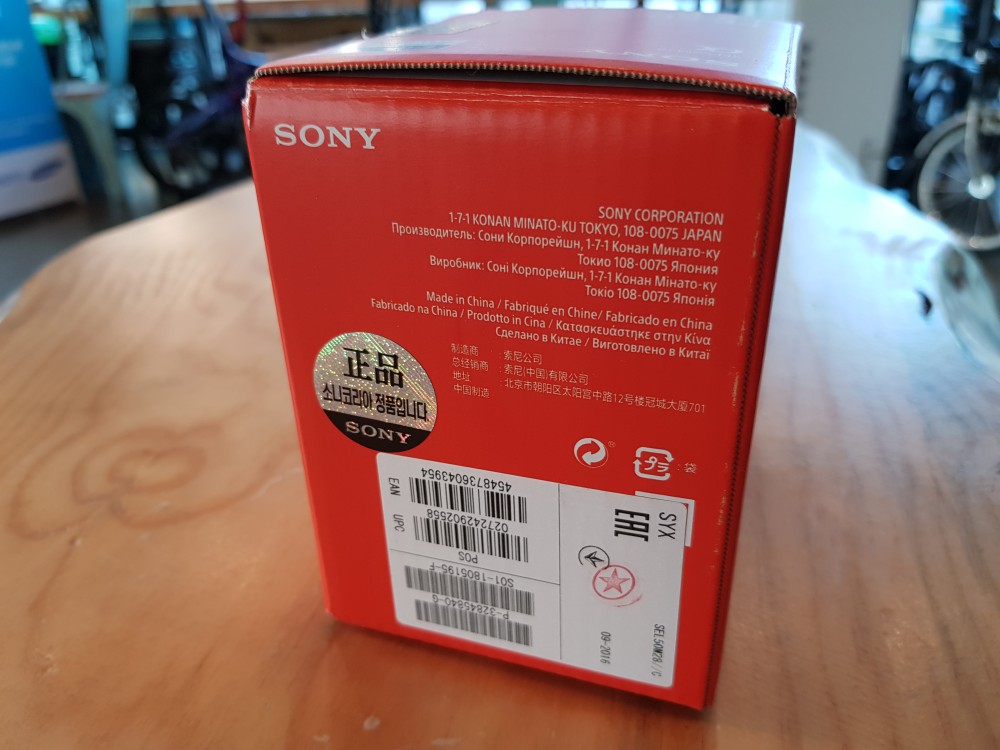 SONY
SONY CORPORATION
1-7-1 KONAN MINATO-KU TOKYO, 108-0075 JAPAN
Производитель: Сони Корпорейшн, 1-7-1 Конан Минато-ку
Токио 108-0075 Япония
Виробник: Соні Корпорейшн, 1-7-1 Конан Мінато-ку
Токіо 108-0075 Японія
Made in China / Fabriqué en Chine / Fabricado en China
Fabricado na China / Prodotto in Cina / Κατασκευάστηκε στην Κίνα
Сделано в Китае / Виготовлено в Китаї
制造商 : 索尼公司
总经销商 : 索尼(中国)有限公司
地址 : 北京市朝阳区太阳宫中路12号楼冠城大厦701
中国制造
正品
소니코리아 정품입니다
SONY
プラ : 袋
4548736043954
EAN
027242902558
UPC
POS
S01-1805195-F
P-32845840-G
SYX
EAC
SEL50M28//C
09-2016